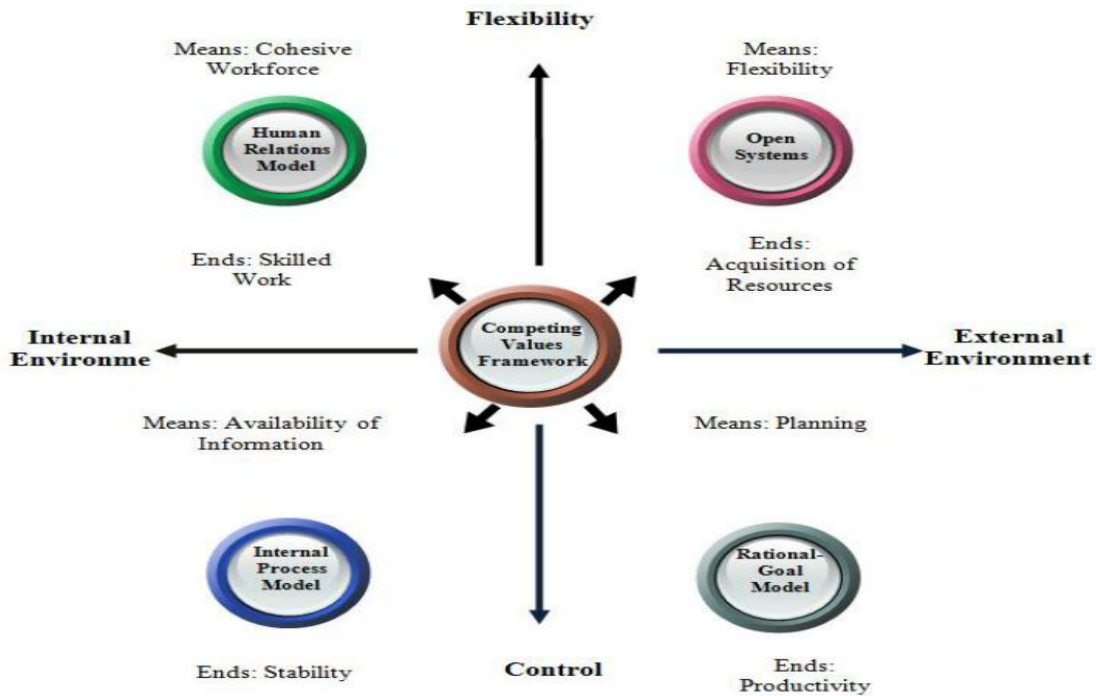 Flexibility
Means: Cohesive
Workforce
Means:
Flexibility
Human
Relations
Model
Open
Systems
Ends: Skilled
Work
Ends:
Acquisition of
Resources
Internal
Environme
Competing
Values
Framework
External
Environment
Means: Availability of
Information
Means: Planning
Internal
Process
Model
Rational-
Goal
Model
Ends: Stability
Control
Ends:
Productivity